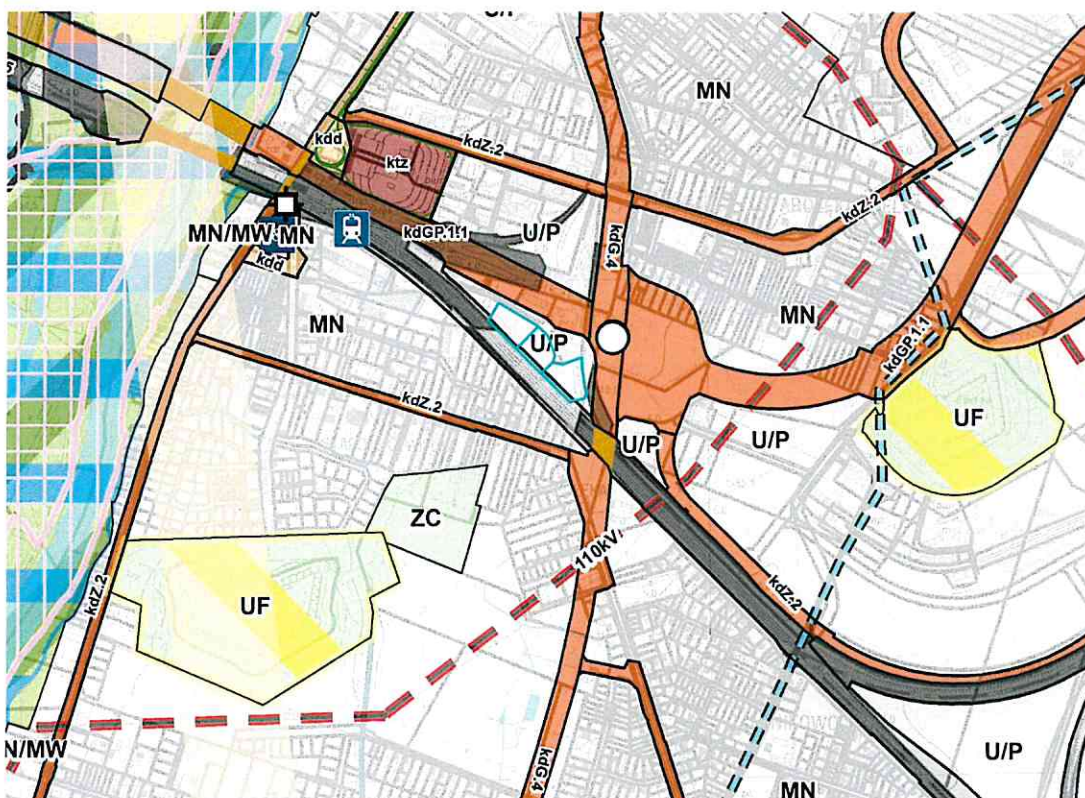 U/P
MN
kdZ.2
kdd
ktz
kdZ.2
MN/MW MN
kdGP.1.1
U/P
kdG.4
kdd
MN
MN
U/P
kdGP.1.1
kdZ.2
UF
U/P
U/P
ZC
110kV
kdZ.2
UF
kdZ.2
N/MW
U/P
kdG.4
MN